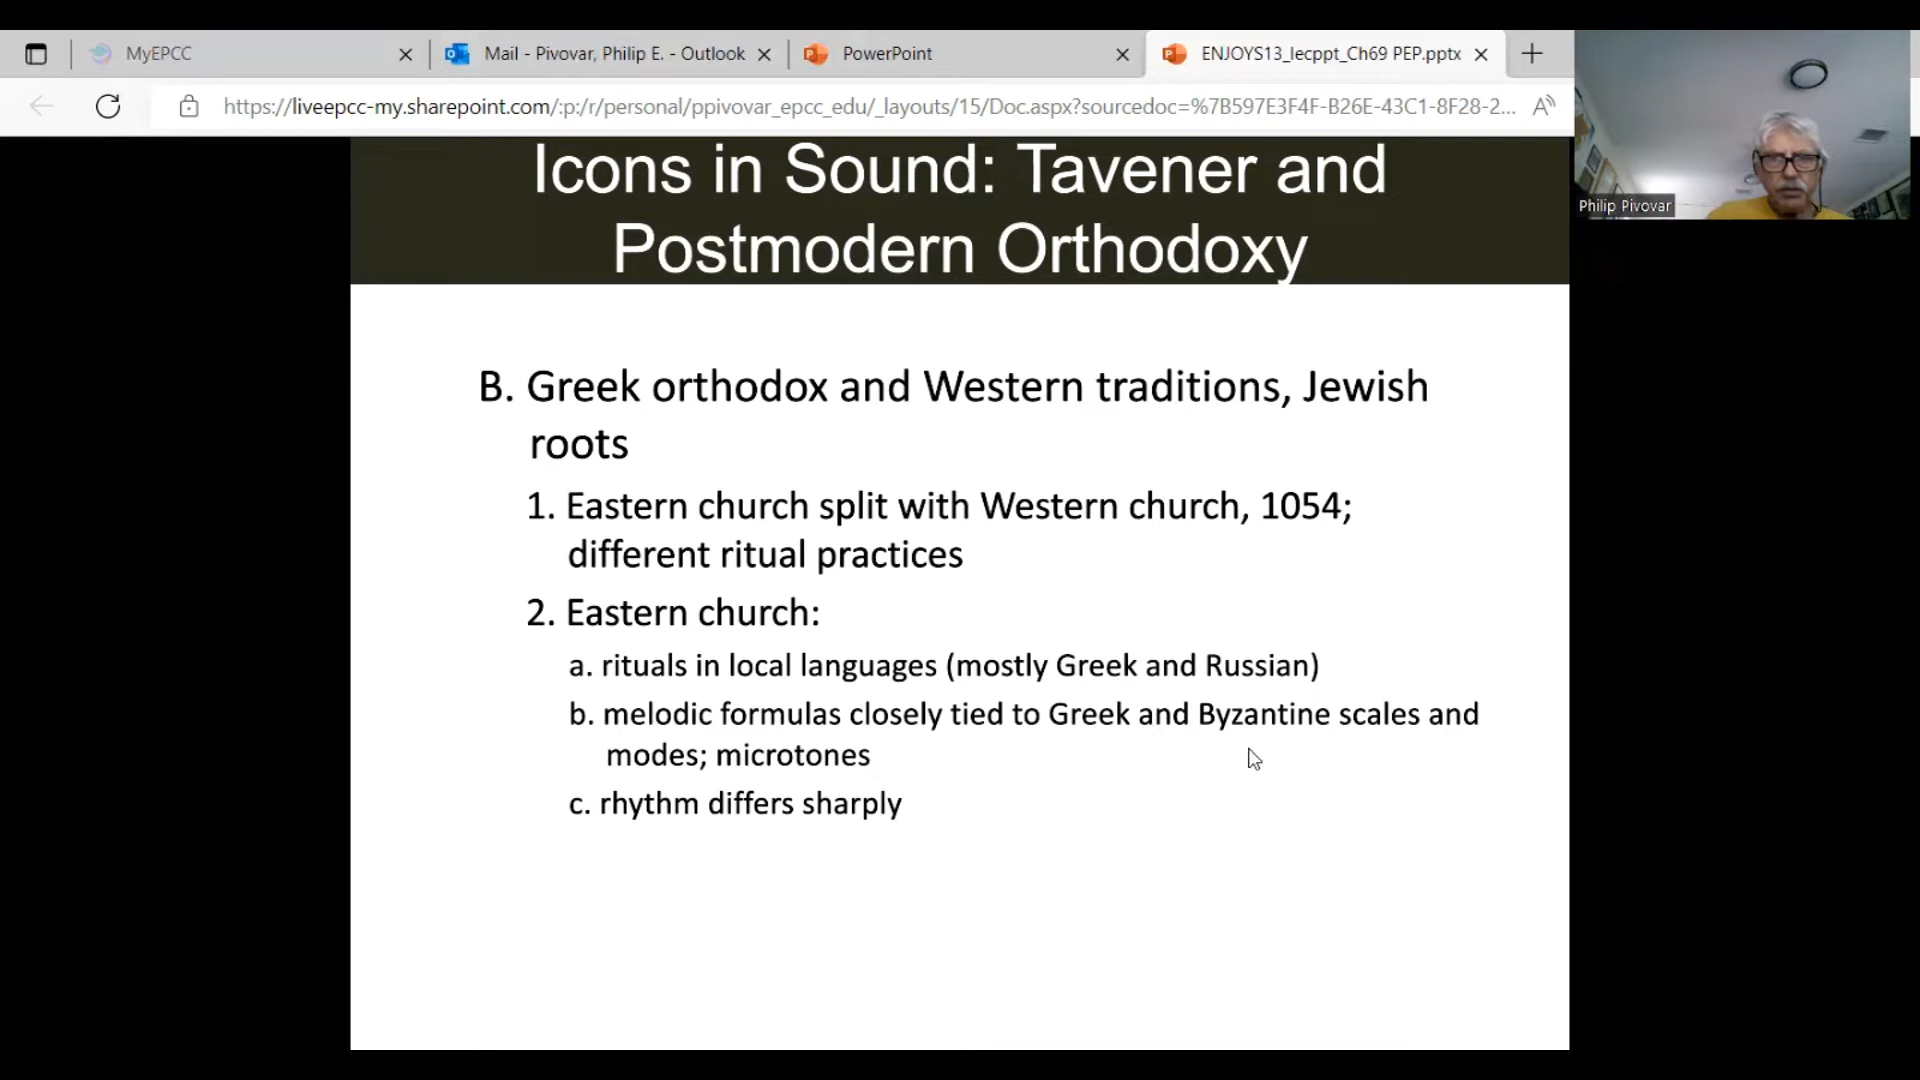 MyEPCC
Mail - Pivovar, Philip E. - Outlook
PowerPoint
ENJOYS13_lecppt_Ch69 PEP.pptx
https://liveepcc-my.sharepoint.com/:p:/r/personal/ppivovar_epcc_edu/_layouts/15/Doc.aspx?sourcedoc=%7B597E3F4F-B26E-43C1-8F28-2...
Philip Pivovar
Icons in Sound: Tavener and
Postmodern Orthodoxy
B. Greek orthodox and Western traditions, Jewish
roots
1. Eastern church split with Western church, 1054;
different ritual practices
2. Eastern church:
a. rituals in local languages (mostly Greek and Russian)
b. melodic formulas closely tied to Greek and Byzantine scales and
modes; microtones
c. rhythm differs sharply